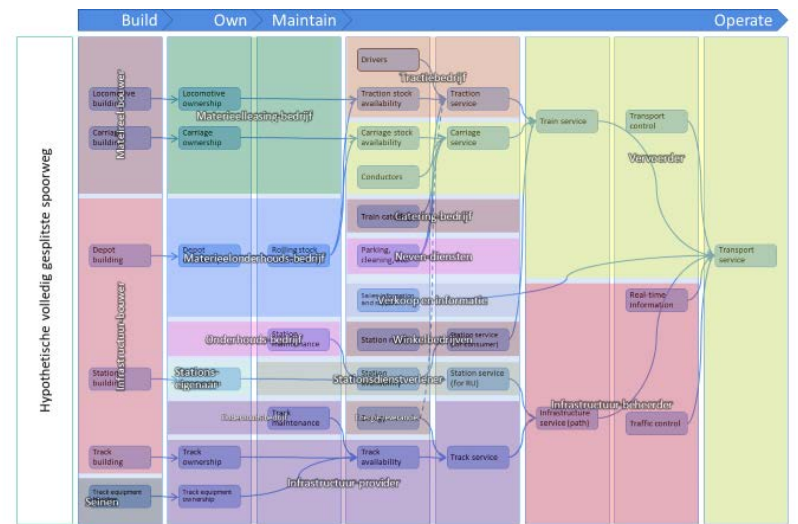 Build
Own
Maintain
Operate
Hypothetische volledig gesplitste spoorweg
Drivers
Tractiebedrijf
Materieel-bouwer
Locomotive
building
Locomotive
ownership
Materieelleasing-bedrijf
Traction stock
availability
Traction
service
Train service
Transport
control
Carriage
building
Carriage
ownership
Carriage stock
availability
Carriage
service
Vervoerder
Conductors
Train
Catering-bedrijf
Depot
building
Depot
Materieelonderhouds-bedrijf
Rolling stock
Parking,
cleaning,
Neven-diensten
Transport
service
Verkoop en informatie
Real-time
Information
Infrastructuur-bouwer
Onderhouds-bedrijf
Station
maintenance
Station
Winkelbedrijven
Station service
Station
building
Stations-
eigenaar
Station
Stationsdienstverlener
Station service
(for RU)
Infrastructuur-beheerder
Track
maintenance
Infrastructure
service (path)
Traffic control
Track
building
Track
ownership
Track
availability
Track service
Infrastructuur-provider
Track equipment
Seinen
Track equipment
ownership